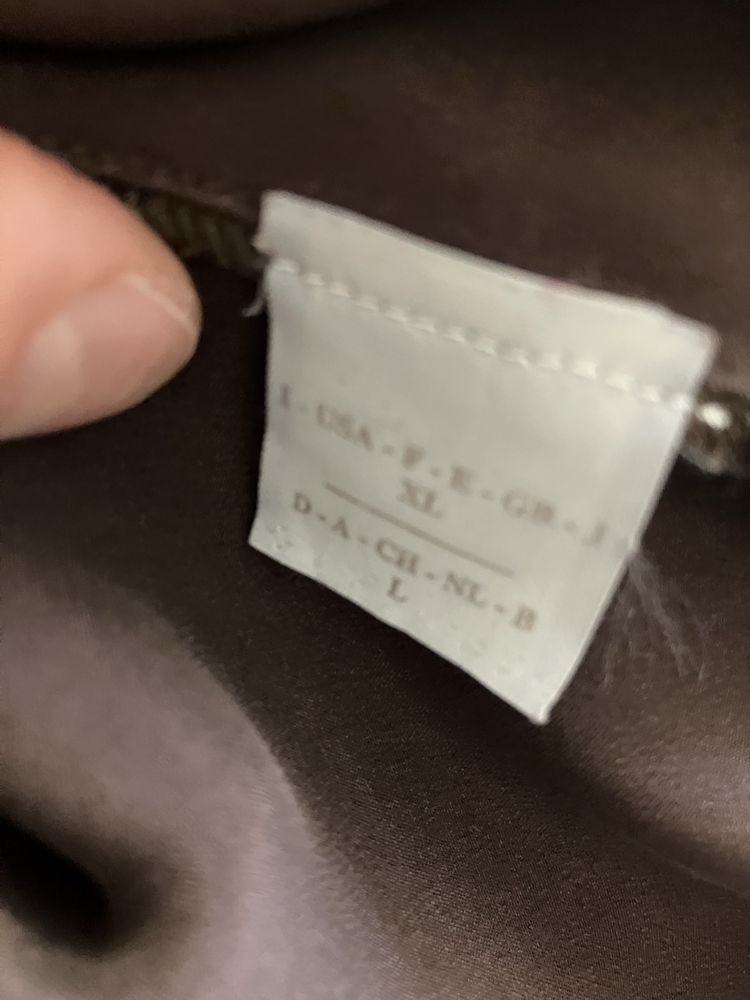 I - USA - F - E - GB - J
XL
D - A - CH - NL - B
L